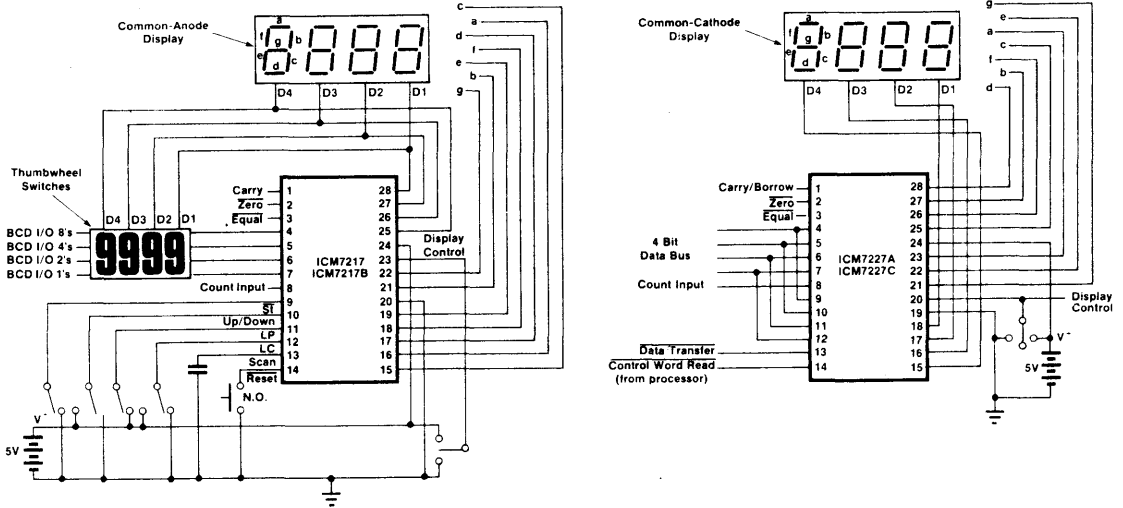 Common-Anode
Display
a
f
g
b
e
d
c
D4
D3
D2
D1
c
a
d
f
e
b
g
Thumbwheel
Switches
D4 D3 D2 D1
9999
BCD I/O 8's
BCD I/O 4's
BCD I/O 2's
BCD I/O 1's
Carry
Zero
Equal
Count Input
ST
Up/Down
LP
LC
Scan
Reset
N.O.
1
2
3
4
5
6
7
8
9
10
11
12
13
14
ICM7217
ICM7217B
28
27
26
25
24
23
22
21
20
19
18
17
16
15
Display
Control
V-
5V
Common-Cathode
Display
a
f
g
b
e
d
c
D4
D3
D2
D1
g
e
a
c
f
b
d
Carry/Borrow
Zero
Equal
4 Bit
Data Bus
Count Input
Data Transfer
Control Word Read
(from processor)
1
2
3
4
5
6
7
8
9
10
11
12
13
14
ICM7227A
ICM7227C
28
27
26
25
24
23
22
21
20
19
18
17
16
15
Display
Control
V-
5V